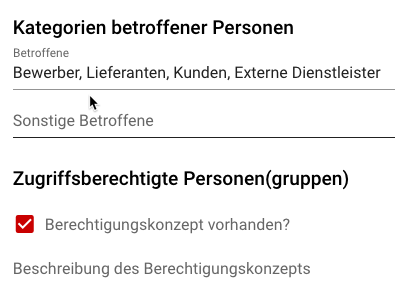 Kategorien betroffener Personen
Betroffene
Bewerber, Lieferanten, Kunden, Externe Dienstleister
Sonstige Betroffene
Zugriffsberechtigte Personen(gruppen)
Berechtigungskonzept vorhanden?
Beschreibung des Berechtigungskonzepts